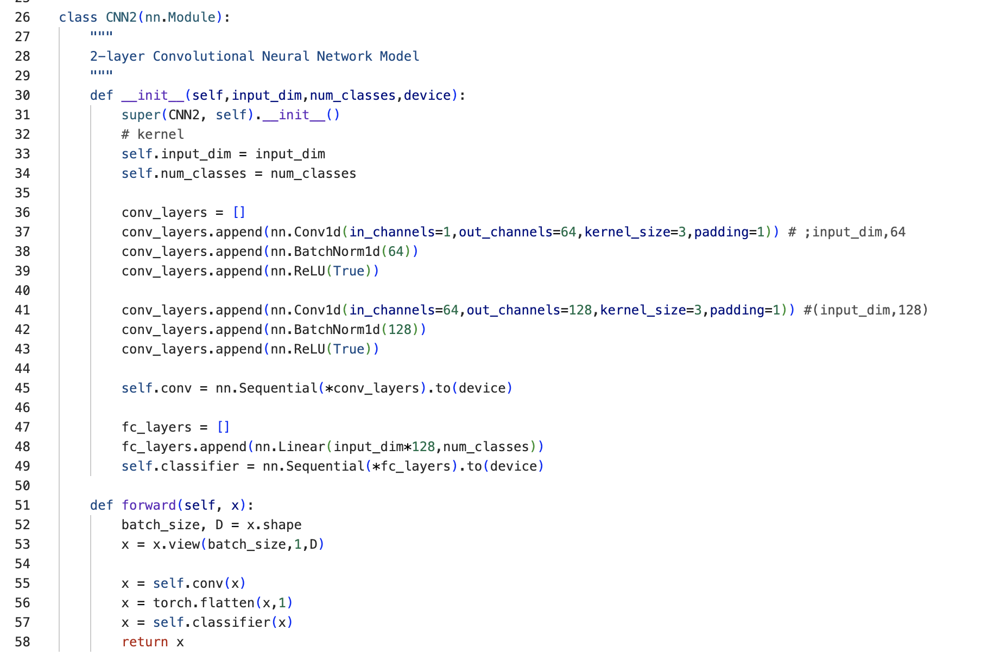 26 class CNN2(nn.Module):
27     """
28     2-layer Convolutional Neural Network Model
29     """
30     def __init__(self,input_dim,num_classes,device):
31         super(CNN2, self).__init__()
32         # kernel
33         self.input_dim = input_dim
34         self.num_classes = num_classes
35
36         conv_layers = []
37         conv_layers.append(nn.Conv1d(in_channels=1,out_channels=64,kernel_size=3,padding=1)) # ;input_dim,64
38         conv_layers.append(nn.BatchNorm1d(64))
39         conv_layers.append(nn.ReLU(True))
40
41         conv_layers.append(nn.Conv1d(in_channels=64,out_channels=128,kernel_size=3,padding=1)) #(input_dim,128)
42         conv_layers.append(nn.BatchNorm1d(128))
43         conv_layers.append(nn.ReLU(True))
44
45         self.conv = nn.Sequential(*conv_layers).to(device)
46
47         fc_layers = []
48         fc_layers.append(nn.Linear(input_dim*128,num_classes))
49         self.classifier = nn.Sequential(*fc_layers).to(device)
50
51     def forward(self, x):
52         batch_size, D = x.shape
53         x = x.view(batch_size,1,D)
54
55         x = self.conv(x)
56         x = torch.flatten(x,1)
57         x = self.classifier(x)
58         return x